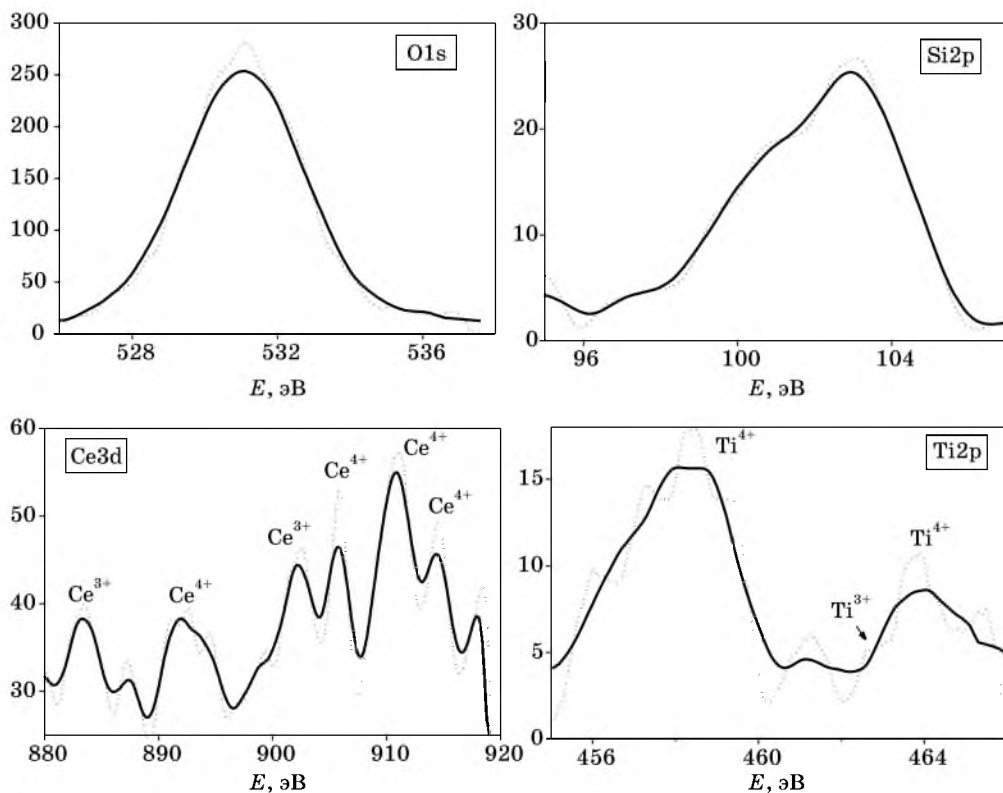 300
250
200
150
100
50
0
O1s
528
532
536
E, эВ
30
20
10
0
Si2p
96
100
104
E, эВ
60
50
40
30
Ce3d
Ce³⁺
Ce⁴⁺
Ce³⁺
Ce⁴⁺
Ce⁴⁺
Ce⁴⁺
880
890
900
910
920
E, эВ
15
10
5
0
Ti⁴⁺
Ti2p
Ti⁴⁺
Ti³⁺
456
460
464
E, эВ